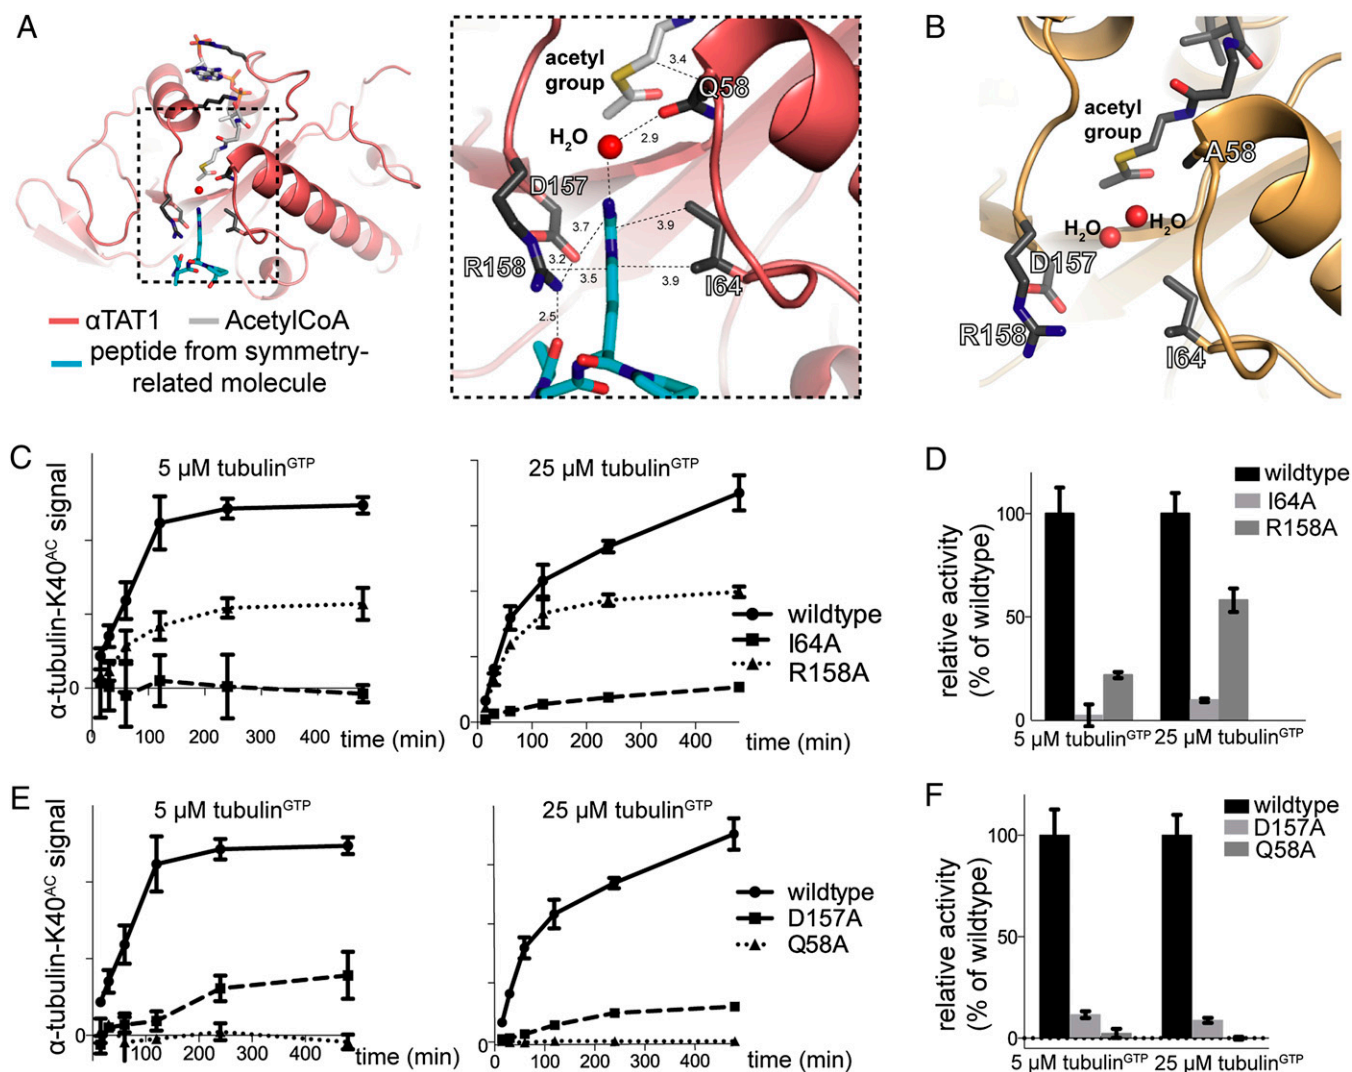 A
αTAT1
AcetylCoA
peptide from symmetry-
related molecule
acetyl
group
3.4
Q58
H₂O
2.9
D157
3.7
3.9
R158
3.2
3.5
3.9
I64
2.5
B
acetyl
group
A58
H₂O
H₂O
D157
R158
I64
C
5 µM tubulinᴳᵀᴾ
α-tubulin-K40ᴬᶜ signal
0
100
200
300
400
time (min)
25 µM tubulinᴳᵀᴾ
0
0
100
200
300
400
time (min)
wildtype
I64A
R158A
D
relative activity
(% of wildtype)
100
50
0
5 µM tubulinᴳᵀᴾ
25 µM tubulinᴳᵀᴾ
wildtype
I64A
R158A
E
5 µM tubulinᴳᵀᴾ
α-tubulin-K40ᴬᶜ signal
0
100
200
300
400
time (min)
25 µM tubulinᴳᵀᴾ
0
0
100
200
300
400
time (min)
wildtype
D157A
Q58A
F
relative activity
(% of wildtype)
100
50
0
5 µM tubulinᴳᵀᴾ
25 µM tubulinᴳᵀᴾ
wildtype
D157A
Q58A